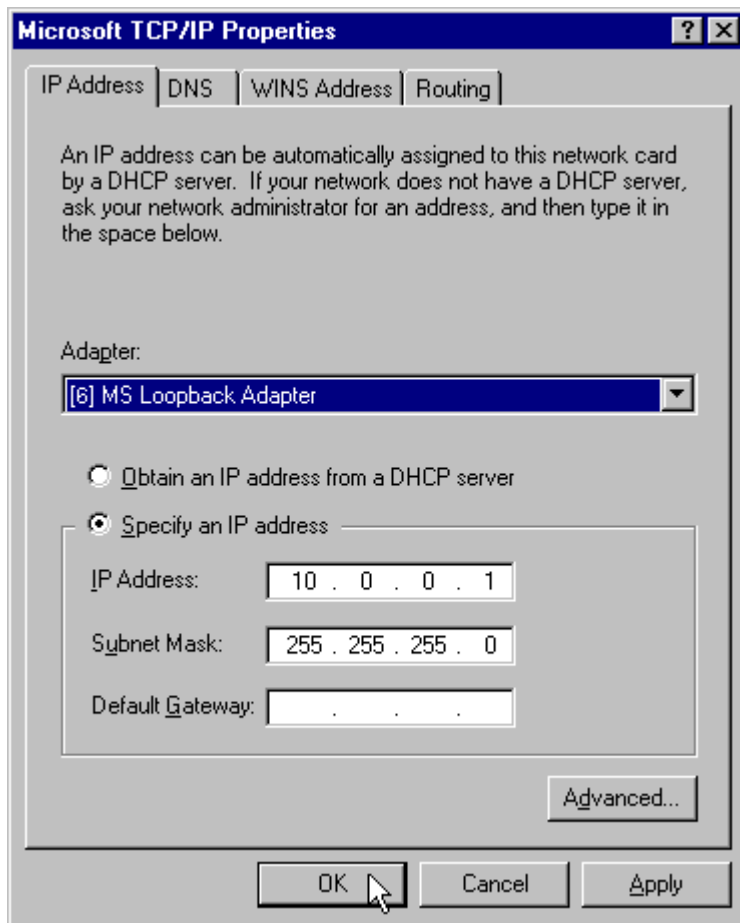 Microsoft TCP/IP Properties
IP Address DNS WINS Address Routing
An IP address can be automatically assigned to this network card
by a DHCP server. If your network does not have a DHCP server,
ask your network administrator for an address, and then type it in
the space below.
Adapter:
[6] MS Loopback Adapter
Obtain an IP address from a DHCP server
Specify an IP address
IP Address: 10 . 0 . 0 . 1
Subnet Mask: 255 . 255 . 255 . 0
Default Gateway: . . .
Advanced...
OK Cancel Apply